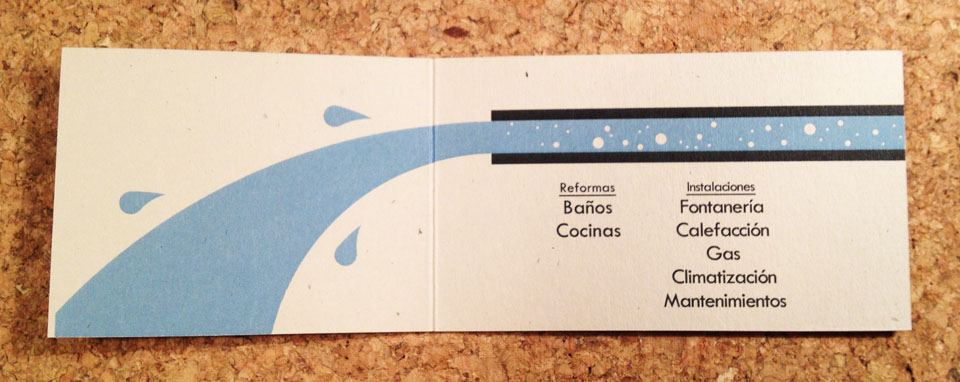 Reformas
Baños
Cocinas
Instalaciones
Fontanería
Calefacción
Gas
Climatización
Mantenimientos